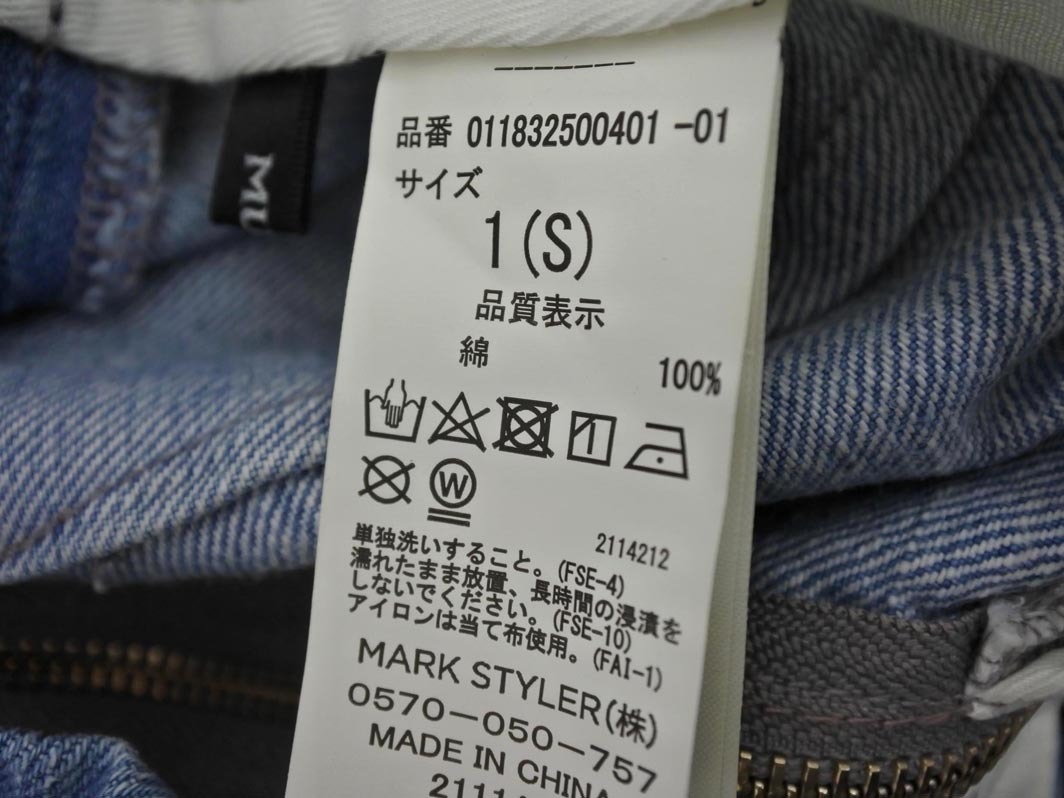 品番 011832500401 -01
サイズ
1(S)
品質表示
綿 100%
W
2114212
単独洗いすること。(FSE-4)
濡れたまま放置、長時間の浸漬を
しないでください。(FSE-10)
アイロンは当て布使用。(FAI-1)
MARK STYLER(株)
0570-050-757
MADE IN CHINA